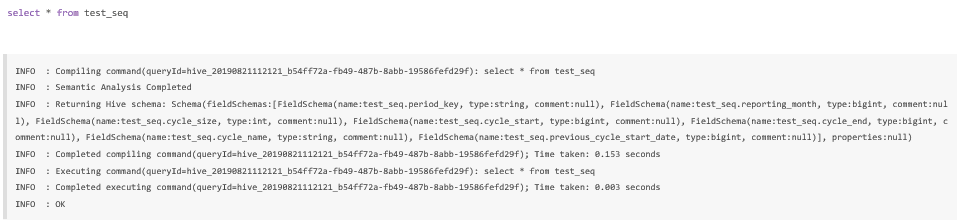 select * from test_seq
INFO  : Compiling command(queryId=hive_20190821112121_b54ff72a-fb49-487b-8abb-19586fefd29f): select * from test_seq
INFO  : Semantic Analysis Completed
INFO  : Returning Hive schema: Schema(fieldSchemas:[FieldSchema(name:test_seq.period_key, type:string, comment:null), FieldSchema(name:test_seq.reporting_month, type:bigint, comment:nul
l), FieldSchema(name:test_seq.cycle_size, type:int, comment:null), FieldSchema(name:test_seq.cycle_start, type:bigint, comment:null), FieldSchema(name:test_seq.cycle_end, type:bigint, c
omment:null), FieldSchema(name:test_seq.cycle_name, type:string, comment:null), FieldSchema(name:test_seq.previous_cycle_start_date, type:bigint, comment:null)], properties:null)
INFO  : Completed compiling command(queryId=hive_20190821112121_b54ff72a-fb49-487b-8abb-19586fefd29f); Time taken: 0.153 seconds
INFO  : Executing command(queryId=hive_20190821112121_b54ff72a-fb49-487b-8abb-19586fefd29f): select * from test_seq
INFO  : Completed executing command(queryId=hive_20190821112121_b54ff72a-fb49-487b-8abb-19586fefd29f); Time taken: 0.003 seconds
INFO  : OK